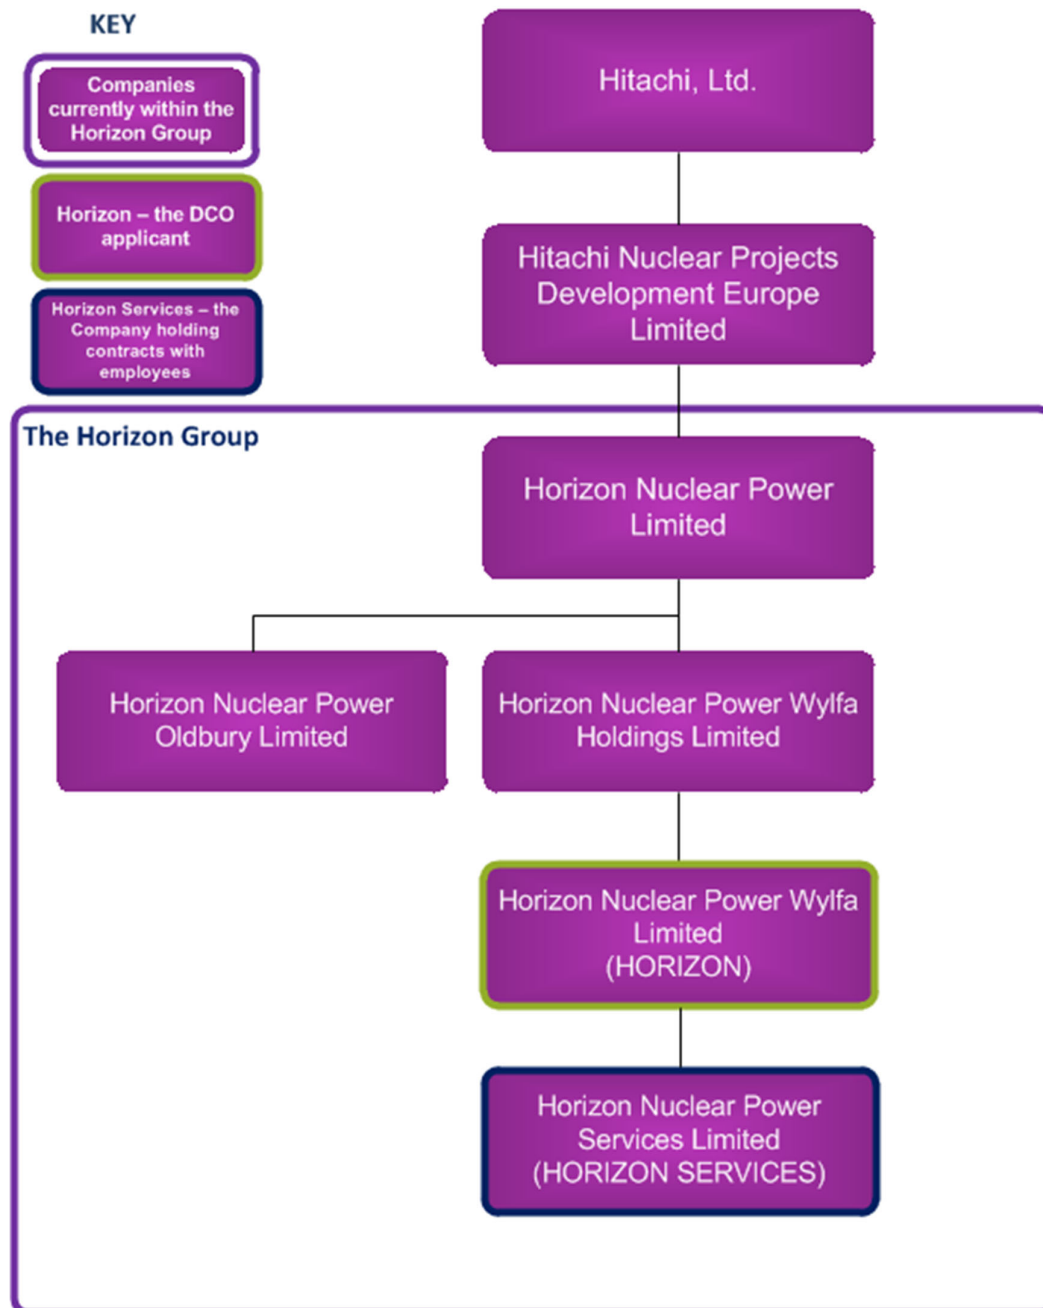 KEY
Companies
currently within the
Horizon Group
Horizon – the DCO
applicant
Horizon Services – the
Company holding
contracts with
employees
Hitachi, Ltd.
Hitachi Nuclear Projects
Development Europe
Limited
The Horizon Group
Horizon Nuclear Power
Limited
Horizon Nuclear Power
Oldbury Limited
Horizon Nuclear Power Wylfa
Holdings Limited
Horizon Nuclear Power Wylfa
Limited
(HORIZON)
Horizon Nuclear Power
Services Limited
(HORIZON SERVICES)